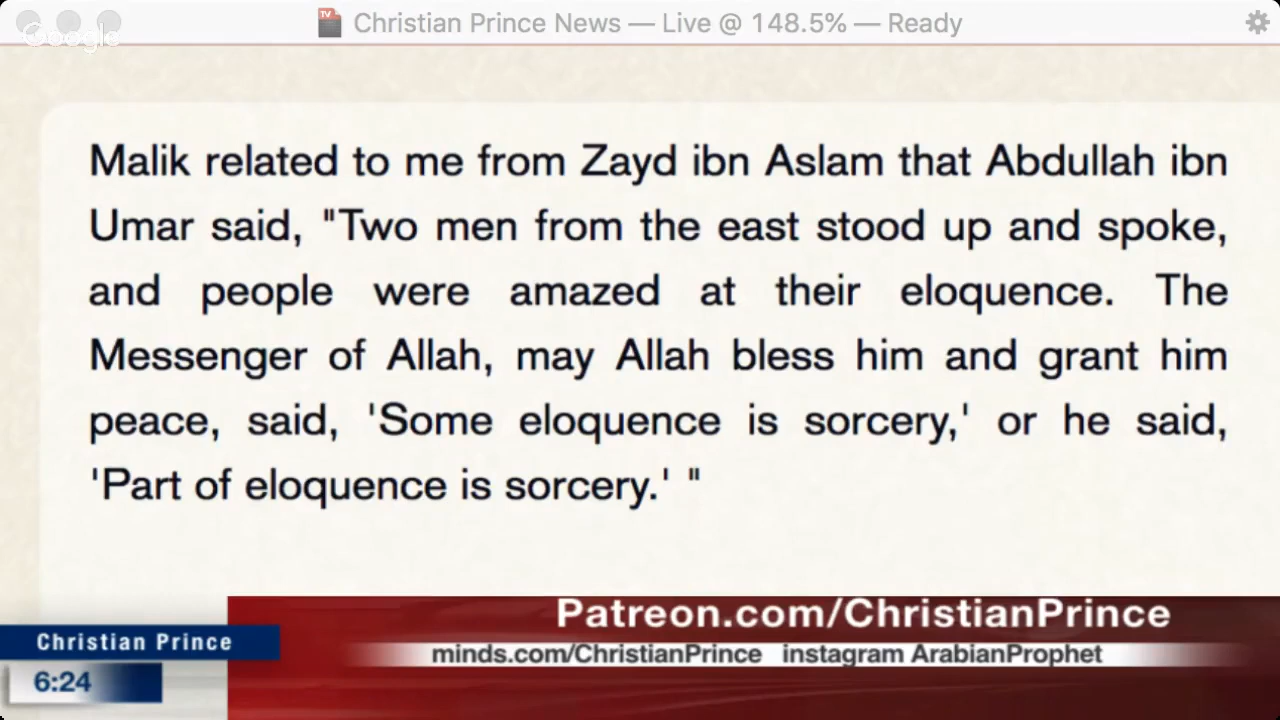 Christian Prince News — Live @ 148.5% — Ready
Google
Malik related to me from Zayd ibn Aslam that Abdullah ibn
Umar said, "Two men from the east stood up and spoke,
and people were amazed at their eloquence. The
Messenger of Allah, may Allah bless him and grant him
peace, said, 'Some eloquence is sorcery,' or he said,
'Part of eloquence is sorcery.' "
Patreon.com/ChristianPrince
Christian Prince
minds.com/ChristianPrince instagram ArabianProphet
6:24